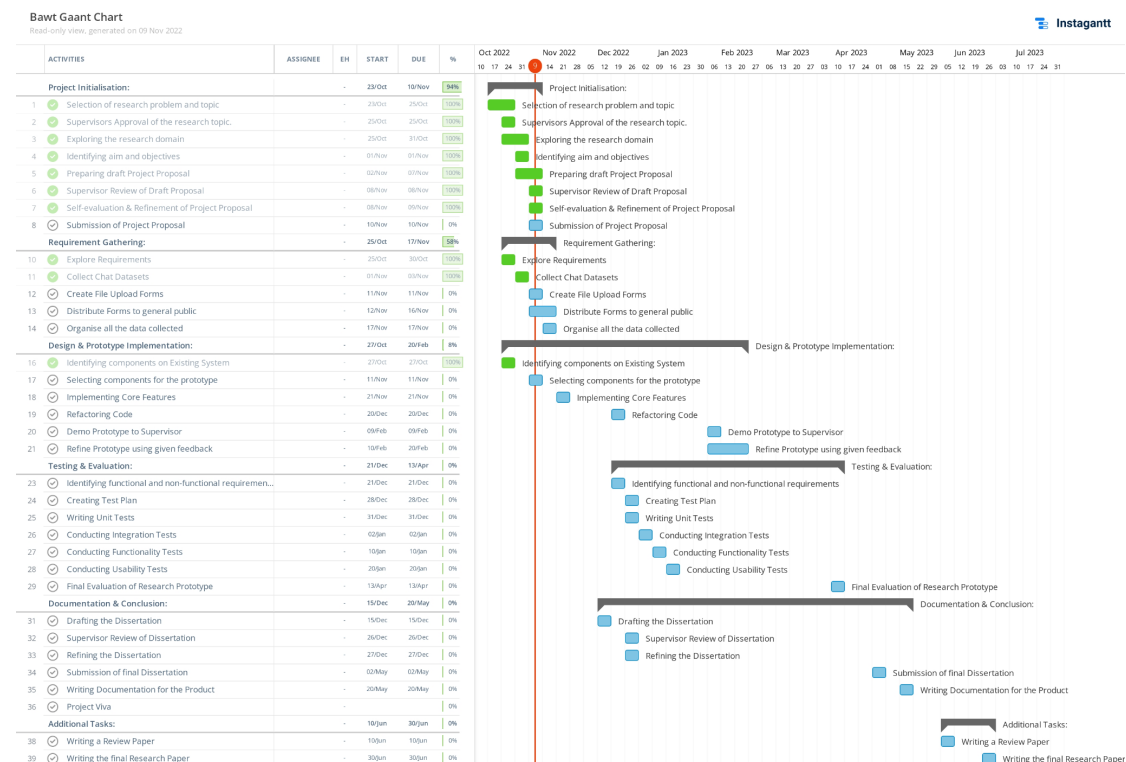 Bawt Gaant Chart
Read-only view, generated on 09 Nov 2022
Instagantt
ACTIVITIES ASSIGNEE EH START DUE %
Oct 2022 Nov 2022 Dec 2022 Jan 2023 Feb 2023 Mar 2023 Apr 2023 May 2023 Jun 2023 Jul 2023
10 17 24 31 9 14 21 28 05 12 19 26 02 09 16 23 30 06 13 20 27 06 13 20 27 03 10 17 24 01 08 15 22 29 05 12 19 26 03 10 17 24 31
Project Initialisation: - 23/Oct 10/Nov 94% Project Initialisation:
1 Selection of research problem and topic - 23/Oct 25/Oct 100% Selection of research problem and topic
2 Supervisors Approval of the research topic. - 25/Oct 25/Oct 100% Supervisors Approval of the research topic.
3 Exploring the research domain - 25/Oct 31/Oct 100% Exploring the research domain
4 Identifying aim and objectives - 01/Nov 01/Nov 100% Identifying aim and objectives
5 Preparing draft Project Proposal - 02/Nov 07/Nov 100% Preparing draft Project Proposal
6 Supervisor Review of Draft Proposal - 08/Nov 08/Nov 100% Supervisor Review of Draft Proposal
7 Self-evaluation & Refinement of Project Proposal - 08/Nov 09/Nov 100% Self-evaluation & Refinement of Project Proposal
8 Submission of Project Proposal - 10/Nov 10/Nov 0% Submission of Project Proposal
Requirement Gathering: - 25/Oct 17/Nov 58% Requirement Gathering:
10 Explore Requirements - 25/Oct 30/Oct 100% Explore Requirements
11 Collect Chat Datasets - 01/Nov 03/Nov 100% Collect Chat Datasets
12 Create File Upload Forms - 11/Nov 11/Nov 0% Create File Upload Forms
13 Distribute Forms to general public - 12/Nov 16/Nov 0% Distribute Forms to general public
14 Organise all the data collected - 17/Nov 17/Nov 0% Organise all the data collected
Design & Prototype Implementation: - 27/Oct 20/Feb 8% Design & Prototype Implementation:
16 Identifying components on Existing System - 27/Oct 27/Oct 100% Identifying components on Existing System
17 Selecting components for the prototype - 11/Nov 11/Nov 0% Selecting components for the prototype
18 Implementing Core Features - 21/Nov 21/Nov 0% Implementing Core Features
19 Refactoring Code - 20/Dec 20/Dec 0% Refactoring Code
20 Demo Prototype to Supervisor - 09/Feb 09/Feb 0% Demo Prototype to Supervisor
21 Refine Prototype using given feedback - 10/Feb 20/Feb 0% Refine Prototype using given feedback
Testing & Evaluation: - 21/Dec 13/Apr 0% Testing & Evaluation:
23 Identifying functional and non-functional requiremen... - 21/Dec 21/Dec 0% Identifying functional and non-functional requirements
24 Creating Test Plan - 28/Dec 28/Dec 0% Creating Test Plan
25 Writing Unit Tests - 31/Dec 31/Dec 0% Writing Unit Tests
26 Conducting Integration Tests - 02/Jan 02/Jan 0% Conducting Integration Tests
27 Conducting Functionality Tests - 10/Jan 10/Jan 0% Conducting Functionality Tests
28 Conducting Usability Tests - 20/Jan 20/Jan 0% Conducting Usability Tests
29 Final Evaluation of Research Prototype - 13/Apr 13/Apr 0% Final Evaluation of Research Prototype
Documentation & Conclusion: - 15/Dec 20/May 0% Documentation & Conclusion:
31 Drafting the Dissertation - 15/Dec 15/Dec 0% Drafting the Dissertation
32 Supervisor Review of Dissertation - 26/Dec 26/Dec 0% Supervisor Review of Dissertation
33 Refining the Dissertation - 27/Dec 27/Dec 0% Refining the Dissertation
34 Submission of final Dissertation - 02/May 02/May 0% Submission of final Dissertation
35 Writing Documentation for the Product - 20/May 20/May 0% Writing Documentation for the Product
36 Project Viva - 0%
Additional Tasks: - 10/Jun 30/Jun 0% Additional Tasks:
38 Writing a Review Paper - 10/Jun 10/Jun 0% Writing a Review Paper
39 Writing the final Research Paper - 30/Jun 30/Jun 0% Writing the final Research Paper